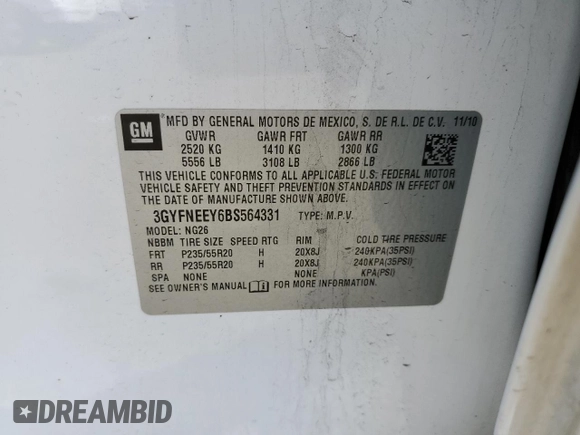 GM
MFD BY GENERAL MOTORS DE MEXICO, S. DE R.L. DE C.V. 11/10
GVWR GAWR FRT GAWR RR
2520 KG 1410 KG 1300 KG
5556 LB 3108 LB 2866 LB
THIS VEHICLE CONFORMS TO ALL APPLICABLE U.S. FEDERAL MOTOR
VEHICLE SAFETY AND THEFT PREVENTION STANDARDS IN EFFECT ON
THE DATE OF MANUFACTURE SHOWN ABOVE.
3GYFNEEY6BS564331 TYPE: M.P.V.
MODEL: NG26
NBBM TIRE SIZE SPEED RTG RIM COLD TIRE PRESSURE
FRT P235/55R20 H 20X8J 240KPA(35PSI)
RR P235/55R20 H 20X8J 240KPA(35PSI)
SPA NONE NONE KPA(PSI)
SEE OWNER'S MANUAL FOR MORE INFORMATION.
DREAMBID